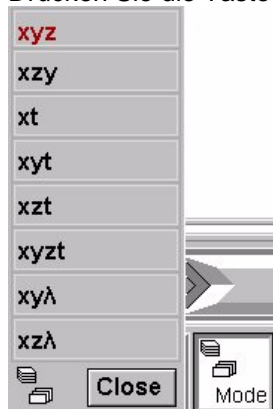 Drücken Sie die Taste
xyz
xzy
xt
xyt
xzt
xyzt
xyλ
xzλ
Close
Mode